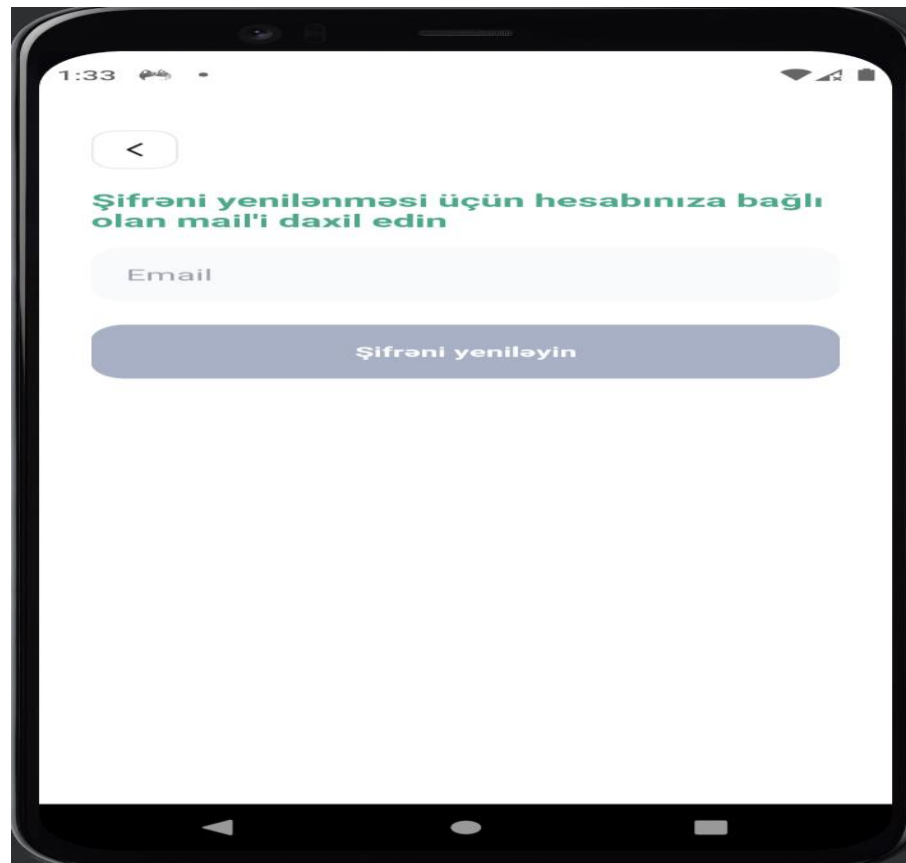 1:33
<
Şifrəni yenilənməsi üçün hesabınıza bağlı
olan mail'i daxil edin
Email
Şifrəni yeniləyin